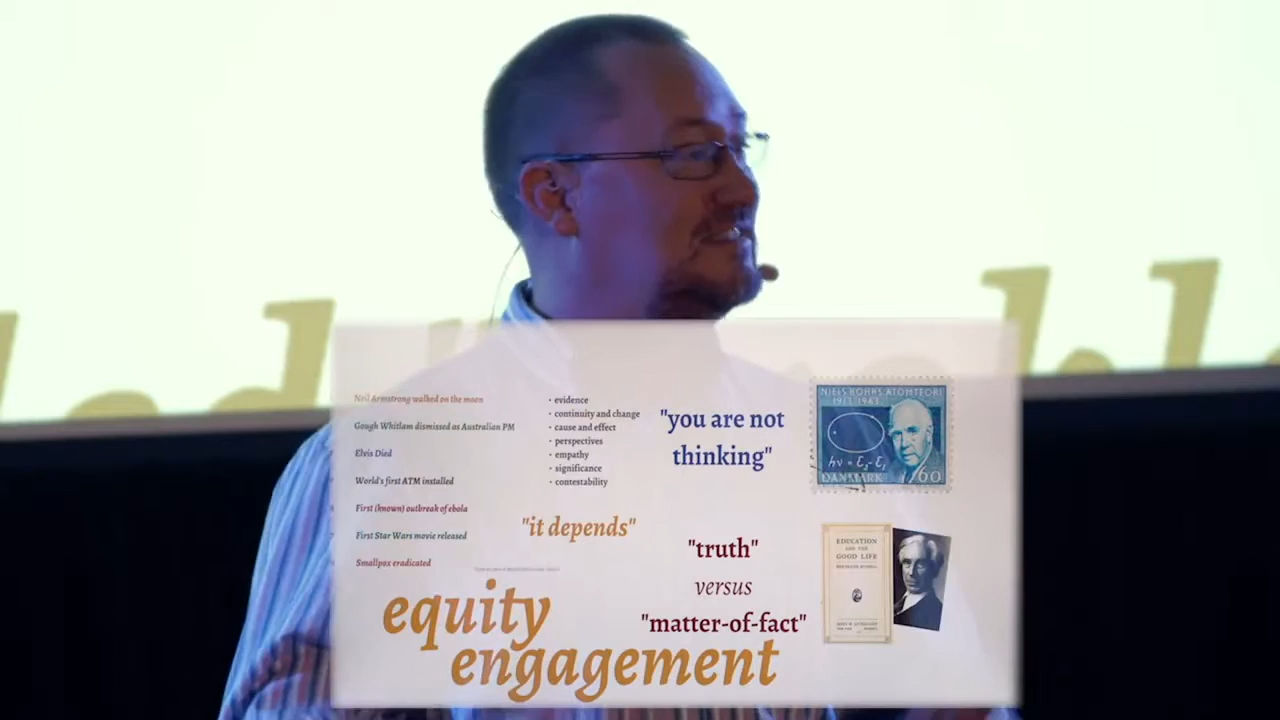 Neil Armstrong walked on the moon
Gough Whitlam dismissed as Australian PM
Elvis Died
World's first ATM installed
First (known) outbreak of ebola
First Star Wars movie released
Smallpox eradicated
• evidence
• continuity and change
• cause and effect
• perspectives
• empathy
• significance
• contestability
"it depends"
equity
engagement
"you are not
thinking"
"truth"
versus
"matter-of-fact"
NIELS BOHRS ATOMTEORI
1913-1963
hν = E₂-E₁
DANMARK 60
EDUCATION
AND THE
GOOD LIFE
BERTRAND RUSSELL